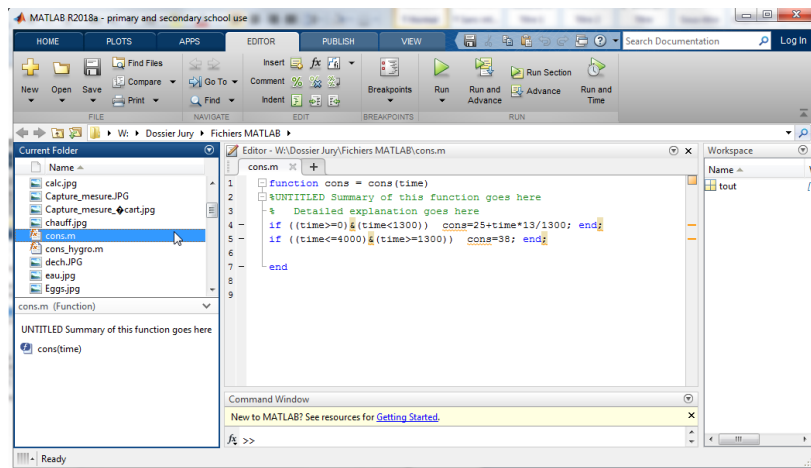 MATLAB R2018a - primary and secondary school use
HOME PLOTS APPS EDITOR PUBLISH VIEW Search Documentation Log In
New Open Save Find Files Compare Print Go To Find Insert fx Comment Indent Breakpoints Run Run and Advance Run Section Advance Run and Time
FILE NAVIGATE EDIT BREAKPOINTS RUN
W: Dossier Jury Fichiers MATLAB
Current Folder
Name
calc.jpg
Capture_mesure.JPG
Capture_mesure_�cart.jpg
chauff.jpg
cons.m
cons_hygro.m
dech.JPG
eau.jpg
Eggs.jpg
cons.m (Function)
UNTITLED Summary of this function goes here
cons(time)
Editor - W:\Dossier Jury\Fichiers MATLAB\cons.m
cons.m +
1 function cons = cons(time)
2 %UNTITLED Summary of this function goes here
3 % Detailed explanation goes here
4 - if ((time>=0)&(time<1300)) cons=25+time*13/1300; end;
5 - if ((time<=4000)&(time>=1300)) cons=38; end;
6
7 - end
8
9
Command Window
New to MATLAB? See resources for Getting Started.
fx >>
Workspace
Name
tout
Ready